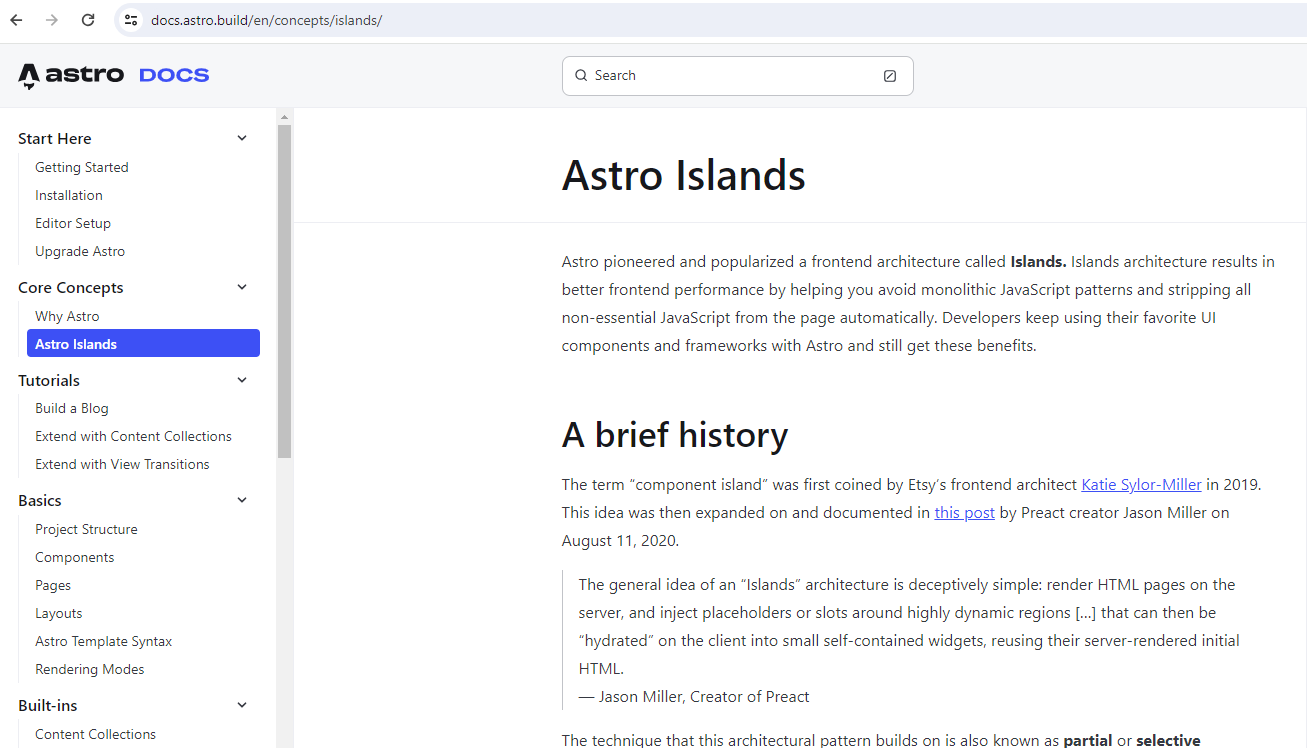 docs.astro.build/en/concepts/islands/
astro DOCS
Search
Start Here
Getting Started
Installation
Editor Setup
Upgrade Astro
Core Concepts
Why Astro
Astro Islands
Tutorials
Build a Blog
Extend with Content Collections
Extend with View Transitions
Basics
Project Structure
Components
Pages
Layouts
Astro Template Syntax
Rendering Modes
Built-ins
Content Collections
Astro Islands
Astro pioneered and popularized a frontend architecture called Islands. Islands architecture results in
better frontend performance by helping you avoid monolithic JavaScript patterns and stripping all
non-essential JavaScript from the page automatically. Developers keep using their favorite UI
components and frameworks with Astro and still get these benefits.
A brief history
The term “component island” was first coined by Etsy’s frontend architect Katie Sylor-Miller in 2019.
This idea was then expanded on and documented in this post by Preact creator Jason Miller on
August 11, 2020.
The general idea of an “Islands” architecture is deceptively simple: render HTML pages on the
server, and inject placeholders or slots around highly dynamic regions […] that can then be
“hydrated” on the client into small self-contained widgets, reusing their server-rendered initial
HTML.
— Jason Miller, Creator of Preact
The technique that this architectural pattern builds on is also known as partial or selective